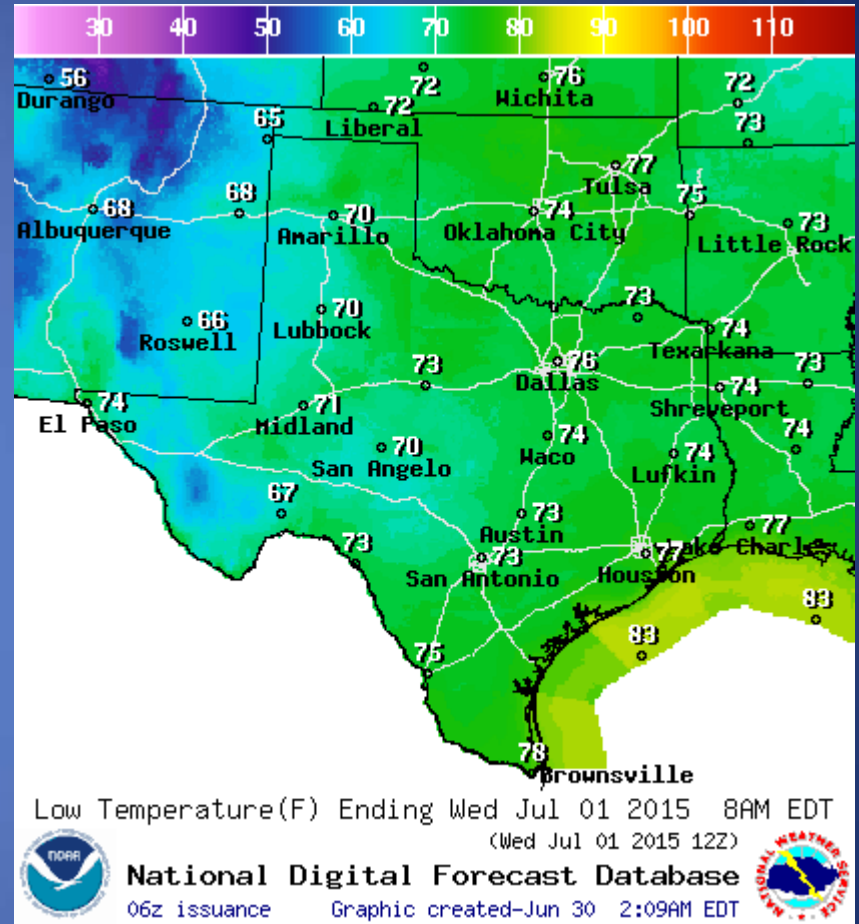 30 40 50 60 70 80 90 100 110
56
Durango
72
76
Wichita
72
72
Liberal
65
73
77
Tulsa
68
Albuquerque
68
70
Amarillo
74
Oklahoma City
75
73
Little Rock
66
Roswell
70
Lubbock
73
74
Texarkana
76
Dallas
73
73
74
Shreveport
74
El Paso
71
Midland
70
San Angelo
74
Waco
74
Lufkin
74
67
73
Austin
73
73
San Antonio
77
Houston
77
Lake Charle
83
83
75
78
Brownsville
Low Temperature(F) Ending Wed Jul 01 2015 8AM EDT
(Wed Jul 01 2015 12Z)
NOAA
National Digital Forecast Database
06z issuance Graphic created-Jun 30 2:09AM EDT
NATIONAL WEATHER SERVICE